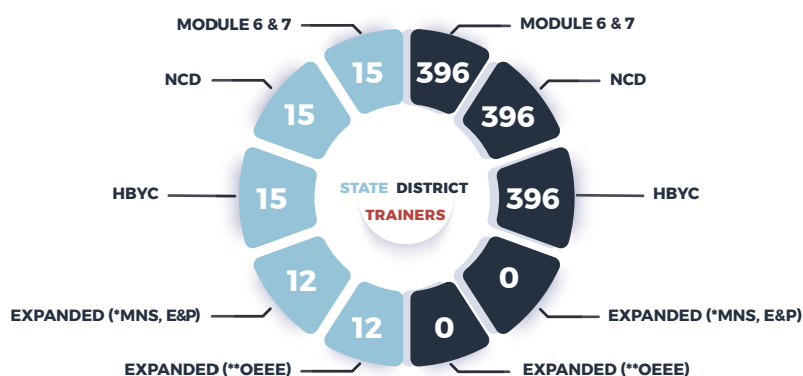 MODULE 6 & 7
MODULE 6 & 7
15
396
NCD
NCD
15
396
HBYC
HBYC
15
396
STATE DISTRICT
TRAINERS
12
0
EXPANDED (*MNS, E&P)
EXPANDED (*MNS, E&P)
12
0
EXPANDED (**OEEE)
EXPANDED (**OEEE)